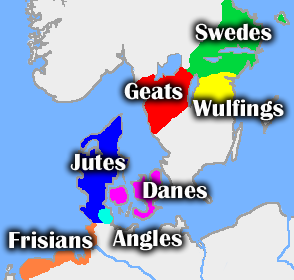 Swedes
Geats
Wulfings
Jutes
Danes
Frisians
Angles